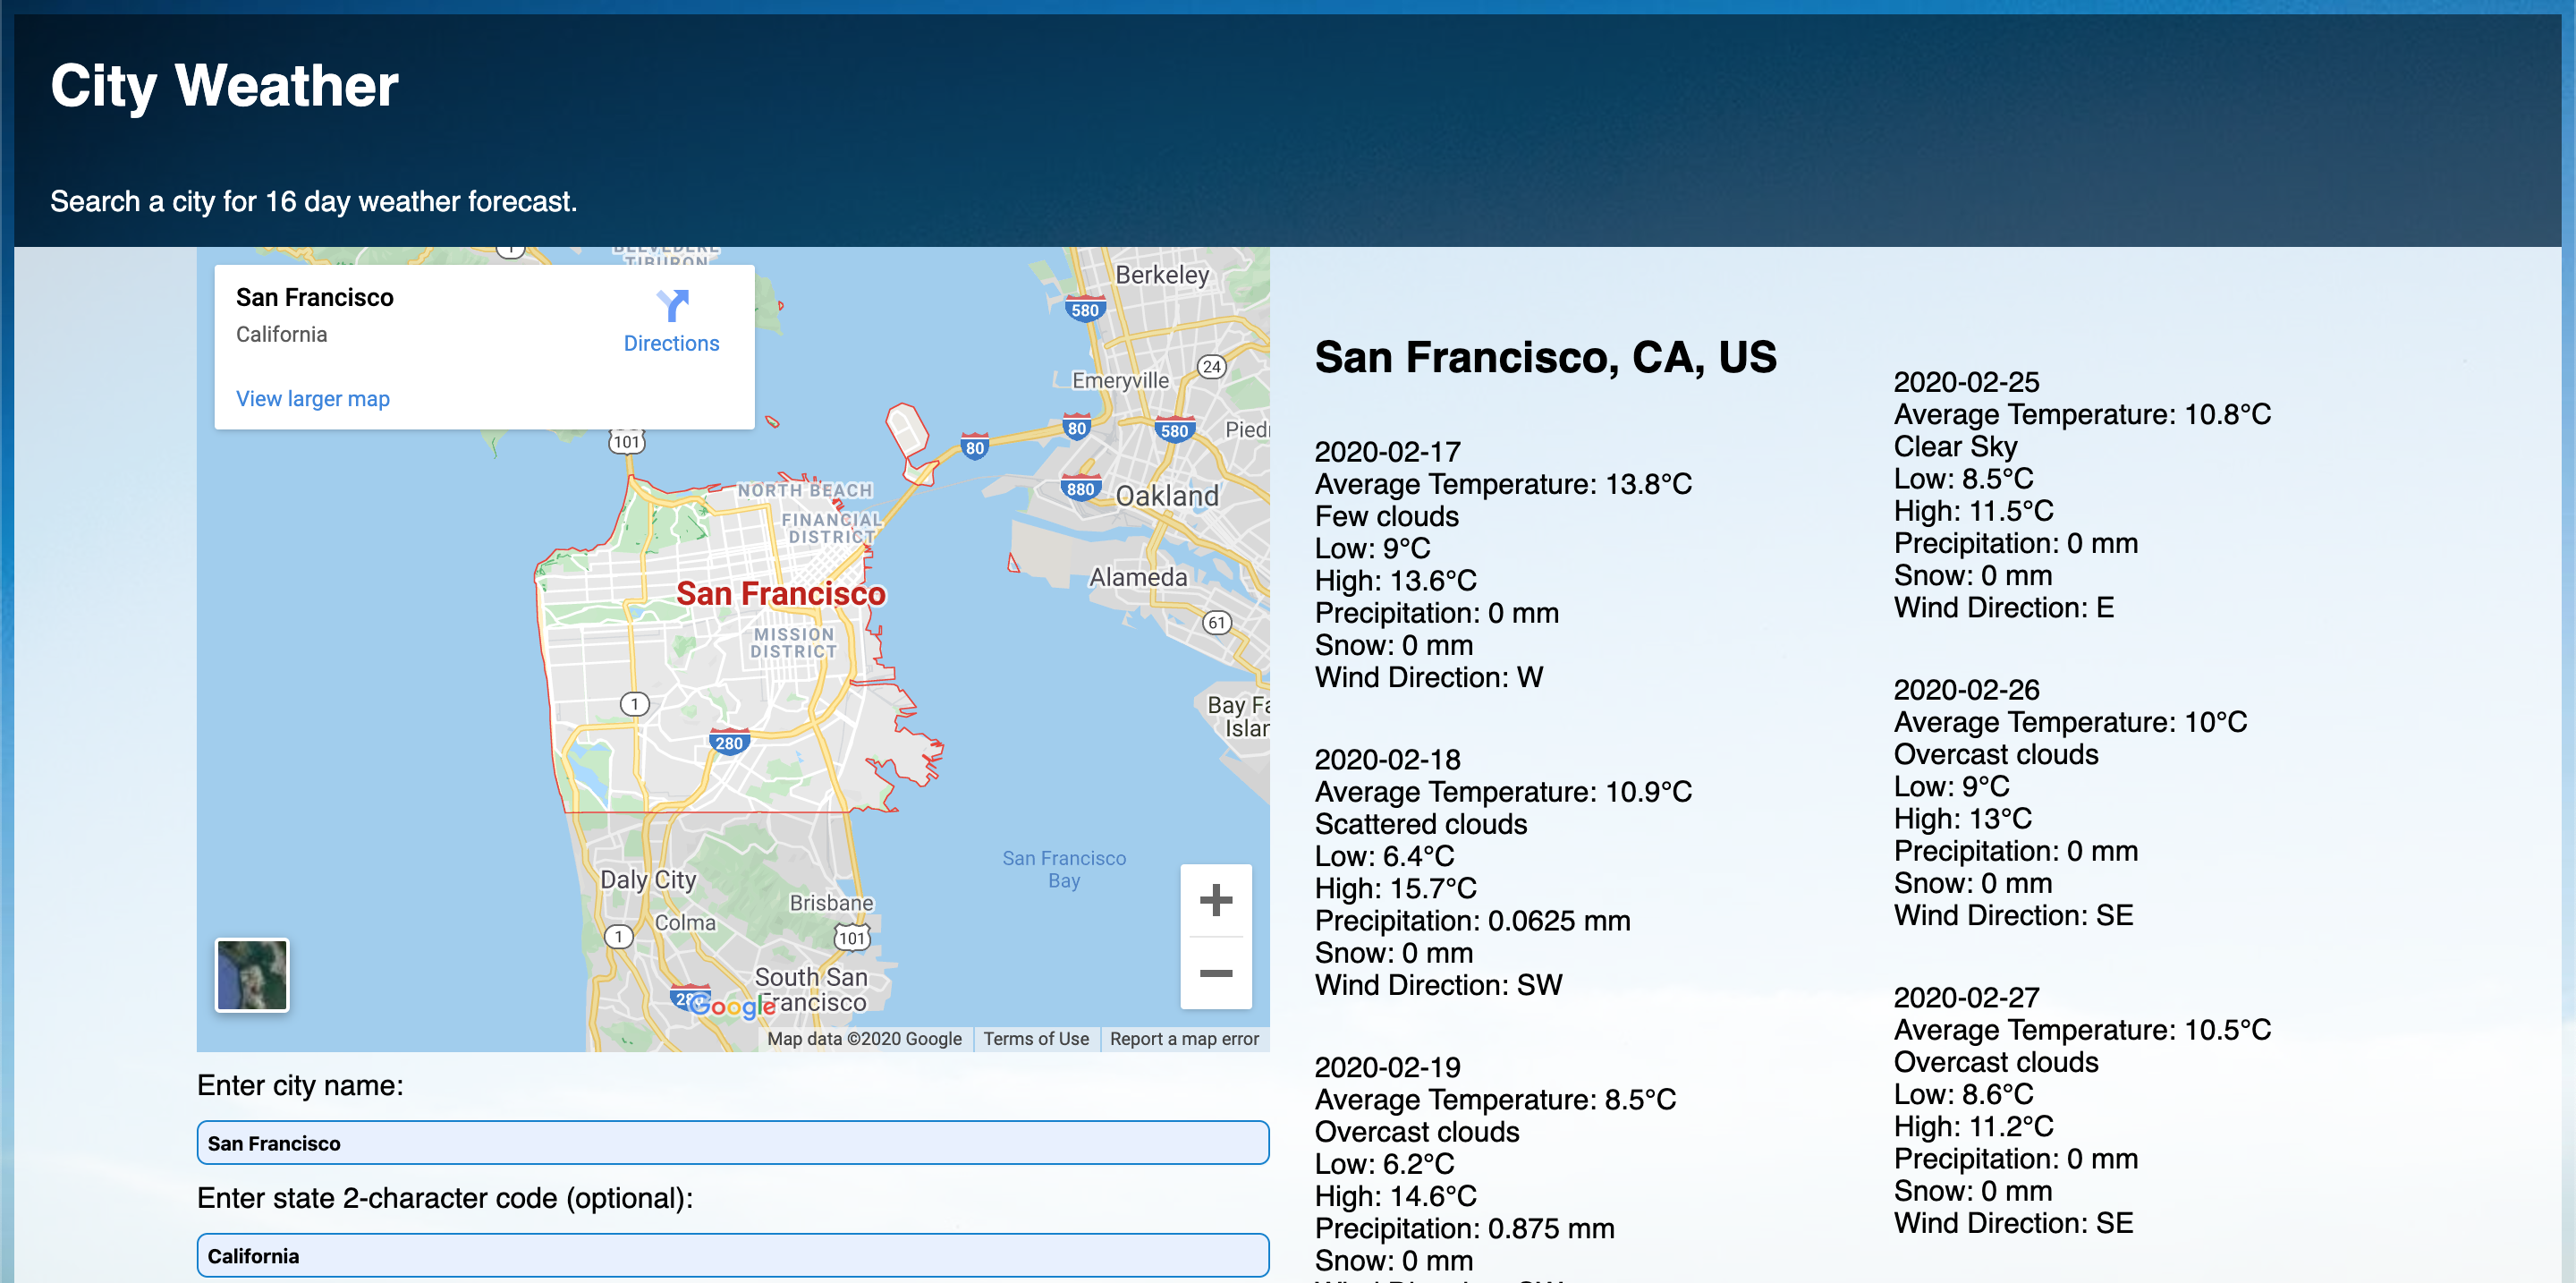 City Weather
Search a city for 16 day weather forecast.
San Francisco
California
Directions
View larger map
1
TIBURON
Berkeley
580
24
Emeryville
80
580
Piedr
80
101
880
Oakland
NORTH BEACH
FINANCIAL
DISTRICT
Alameda
San Francisco
61
MISSION
DISTRICT
1
Bay Fa
Islan
280
San Francisco
Bay
Daly City
Brisbane
Colma
1
101
South San
Francisco
280
Google
Map data ©2020 Google
Terms of Use
Report a map error
Enter city name:
San Francisco
Enter state 2-character code (optional):
California
San Francisco, CA, US
2020-02-17
Average Temperature: 13.8°C
Few clouds
Low: 9°C
High: 13.6°C
Precipitation: 0 mm
Snow: 0 mm
Wind Direction: W
2020-02-18
Average Temperature: 10.9°C
Scattered clouds
Low: 6.4°C
High: 15.7°C
Precipitation: 0.0625 mm
Snow: 0 mm
Wind Direction: SW
2020-02-19
Average Temperature: 8.5°C
Overcast clouds
Low: 6.2°C
High: 14.6°C
Precipitation: 0.875 mm
Snow: 0 mm
2020-02-25
Average Temperature: 10.8°C
Clear Sky
Low: 8.5°C
High: 11.5°C
Precipitation: 0 mm
Snow: 0 mm
Wind Direction: E
2020-02-26
Average Temperature: 10°C
Overcast clouds
Low: 9°C
High: 13°C
Precipitation: 0 mm
Snow: 0 mm
Wind Direction: SE
2020-02-27
Average Temperature: 10.5°C
Overcast clouds
Low: 8.6°C
High: 11.2°C
Precipitation: 0 mm
Snow: 0 mm
Wind Direction: SE